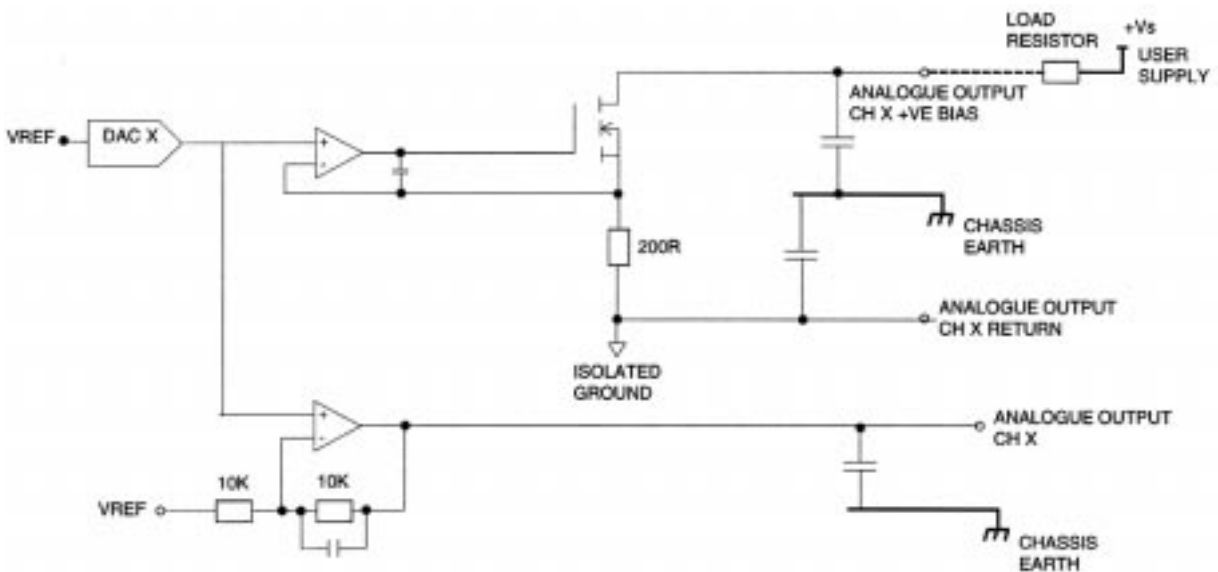 LOAD
RESISTOR
+Vs
USER
SUPPLY
ANALOGUE OUTPUT
CH X +VE BIAS
VREF
DAC X
+
-
CHASSIS
EARTH
200R
ANALOGUE OUTPUT
CH X RETURN
ISOLATED
GROUND
+
-
ANALOGUE OUTPUT
CH X
10K
10K
VREF
CHASSIS
EARTH